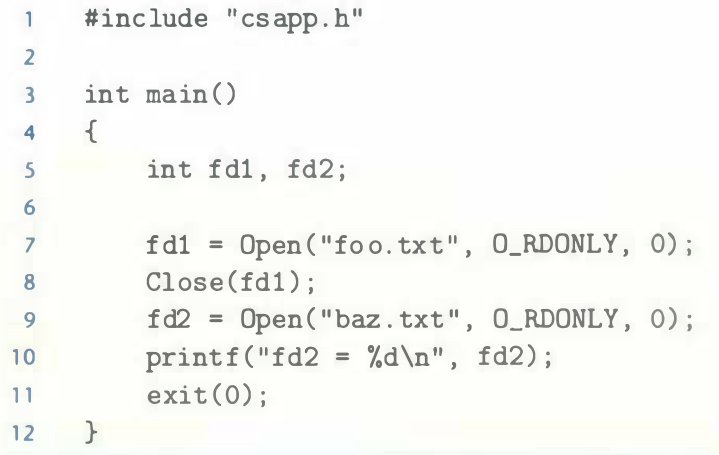 1 #include "csapp.h"
2
3 int main()
4 {
5     int fd1, fd2;
6
7     fd1 = Open("foo.txt", O_RDONLY, 0);
8     Close(fd1);
9     fd2 = Open("baz.txt", O_RDONLY, 0);
10     printf("fd2 = %d\n", fd2);
11     exit(0);
12 }